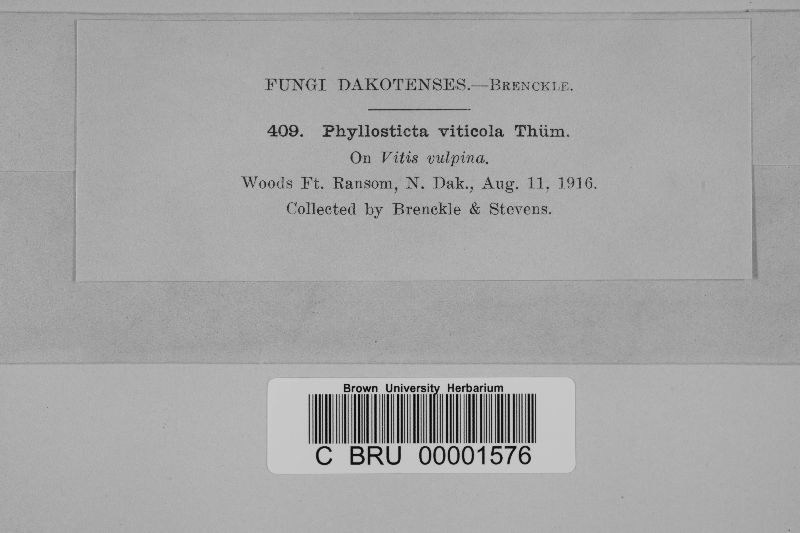 FUNGI DAKOTENSES.—BRENCKLE.
409. Phyllosticta viticola Thüm.
On Vitis vulpina.
Woods Ft. Ransom, N. Dak., Aug. 11, 1916.
Collected by Brenckle & Stevens.
Brown University Herbarium
C BRU 00001576